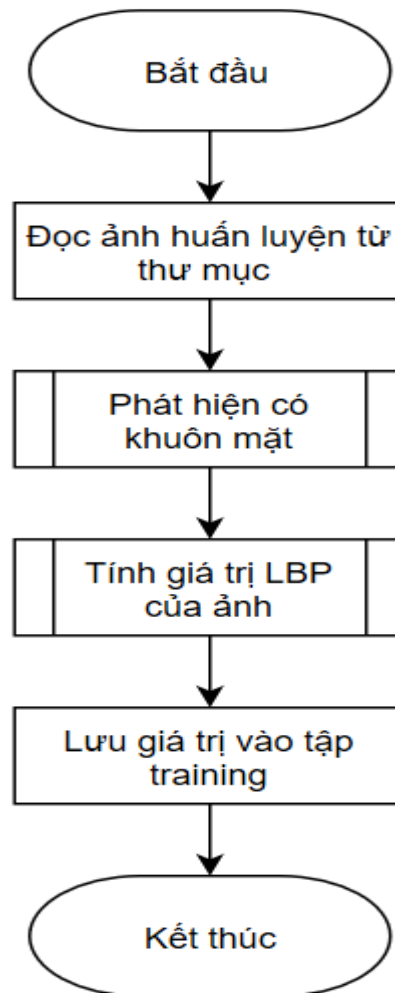 Bắt đầu
Đọc ảnh huấn luyện từ
thư mục
Phát hiện có
khuôn mặt
Tính giá trị LBP
của ảnh
Lưu giá trị vào tập
training
Kết thúc